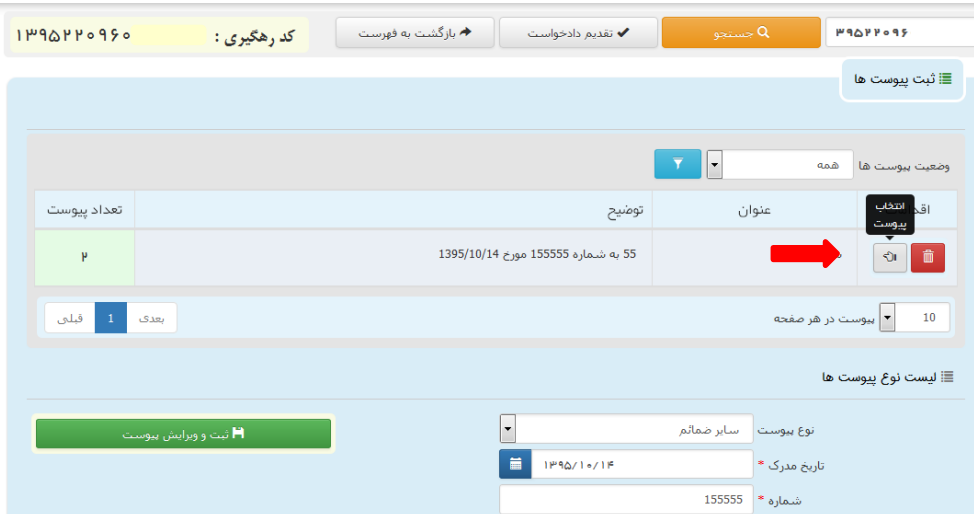 ۳۹۵۲۲۰۹۶ جستجو تقدیم دادخواست بازگشت به فهرست کد رهگیری : ۱۳۹۵۲۲۰۹۶۰
ثبت پیوست ها
وضعیت پیوست ها همه
عنوان توضیح تعداد پیوست
انتخاب پیوست
55 به شماره 155555 مورخ 1395/10/14 ۲
10 پیوست در هر صفحه بعدی 1 قبلی
لیست نوع پیوست ها
نوع پیوست سایر ضمائم ثبت و ویرایش پیوست
تاریخ مدرک * ۱۳۹۵/۱۰/۱۴
شماره * 155555